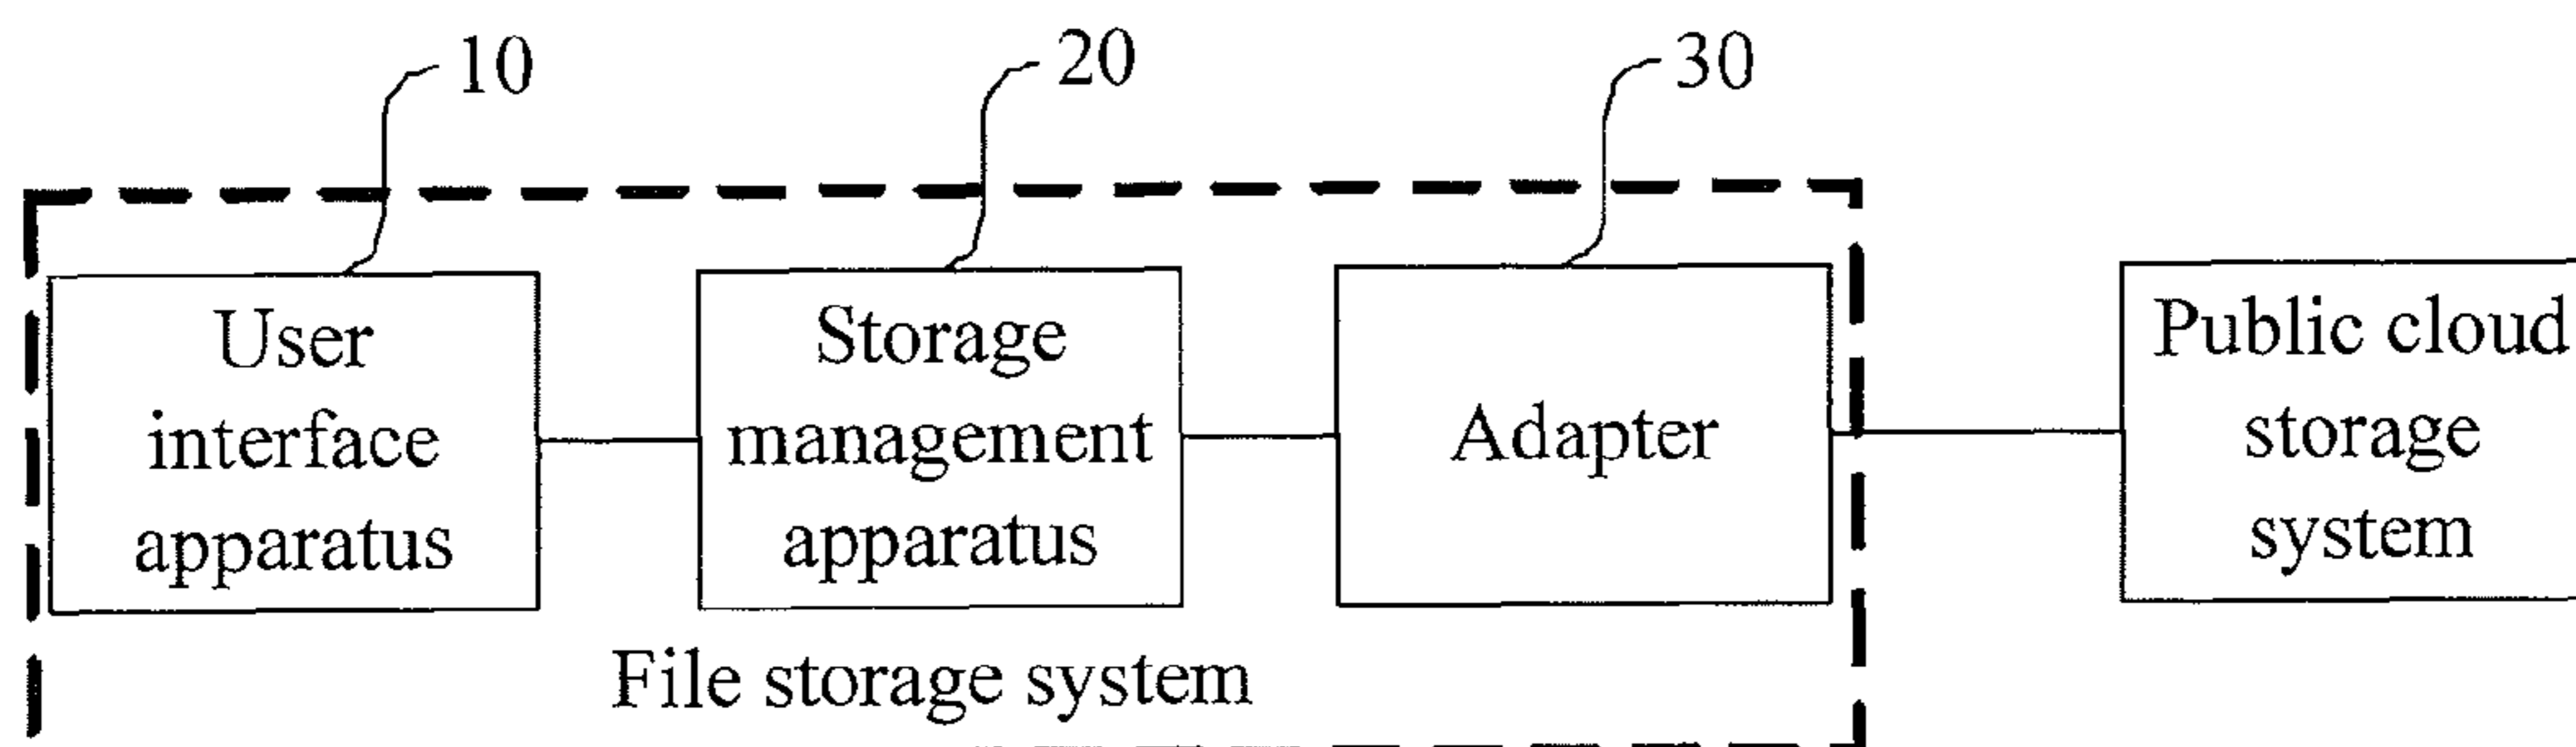 10
20
30
User
interface
apparatus
Storage
management
apparatus
Adapter
Public cloud
storage
system
File storage system